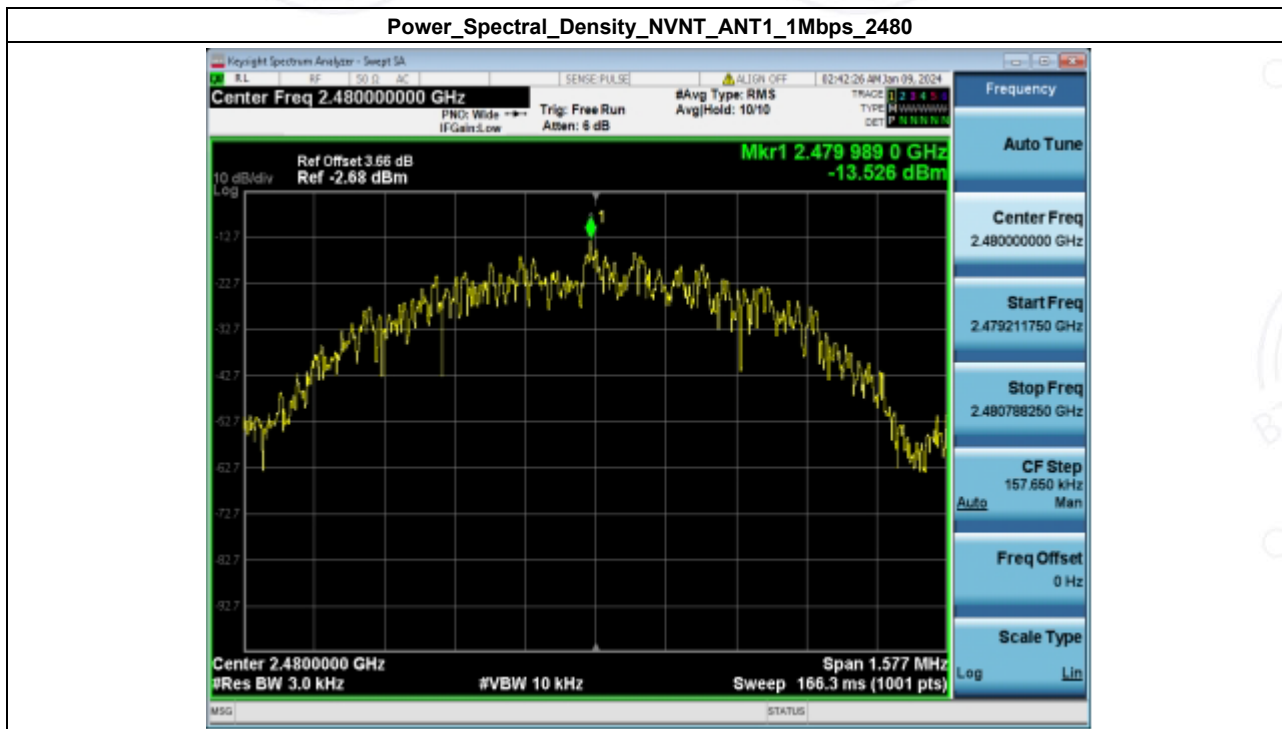 Power_Spectral_Density_NVNT_ANT1_1Mbps_2480
Keysight Spectrum Analyzer - Swept SA
RL RF 50 Ω AC SENSE:PULSE ALIGN OFF 02:42:26 AM Jan 09, 2024
Center Freq 2.480000000 GHz
PNO: Wide
IFGain:Low
Trig: Free Run
Atten: 6 dB
#Avg Type: RMS
Avg|Hold: 10/10
TRACE 1 2 3 4 5 6
TYPE M WWWWW
DET P N N N N N
Ref Offset 3.66 dB
Ref -2.68 dBm
10 dB/div
Log
Mkr1 2.479 989 0 GHz
-13.526 dBm
1
-12.7
-22.7
-32.7
-42.7
-52.7
-62.7
-72.7
-82.7
-92.7
Center 2.4800000 GHz
Span 1.577 MHz
#Res BW 3.0 kHz
#VBW 10 kHz
Sweep 166.3 ms (1001 pts)
MSG
STATUS
Frequency
Auto Tune
Center Freq
2.480000000 GHz
Start Freq
2.479211750 GHz
Stop Freq
2.480788250 GHz
CF Step
157.650 kHz
Auto Man
Freq Offset
0 Hz
Scale Type
Log Lin